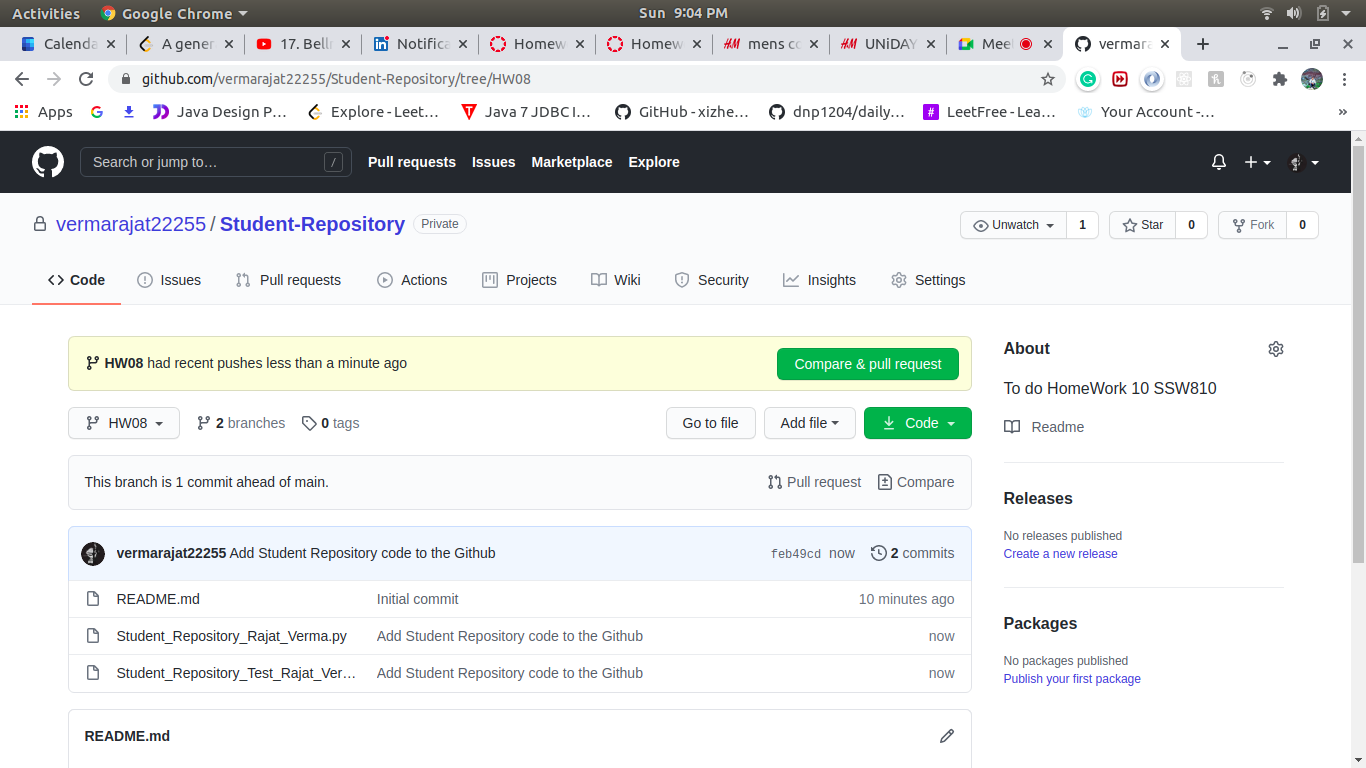 Activities Google Chrome Sun 9:04 PM
Calenda A gener 17. Bell Notifica Homew Homew mens co UNiDAY Mee vermara
github.com/vermarajat22255/Student-Repository/tree/HW08
Apps Java Design P… Explore - Leet… Java 7 JDBC I… GitHub - xizhe… dnp1204/daily… LeetFree - Lea… Your Account -… »
Search or jump to… / Pull requests Issues Marketplace Explore
vermarajat22255 / Student-Repository Private Unwatch 1 Star 0 Fork 0
Code Issues Pull requests Actions Projects Wiki Security Insights Settings
HW08 had recent pushes less than a minute ago Compare & pull request
HW08 2 branches 0 tags Go to file Add file Code
This branch is 1 commit ahead of main. Pull request Compare
vermarajat22255 Add Student Repository code to the Github feb49cd now 2 commits
README.md Initial commit 10 minutes ago
Student_Repository_Rajat_Verma.py Add Student Repository code to the Github now
Student_Repository_Test_Rajat_Ver… Add Student Repository code to the Github now
README.md
About
To do HomeWork 10 SSW810
Readme
Releases
No releases published
Create a new release
Packages
No packages published
Publish your first package